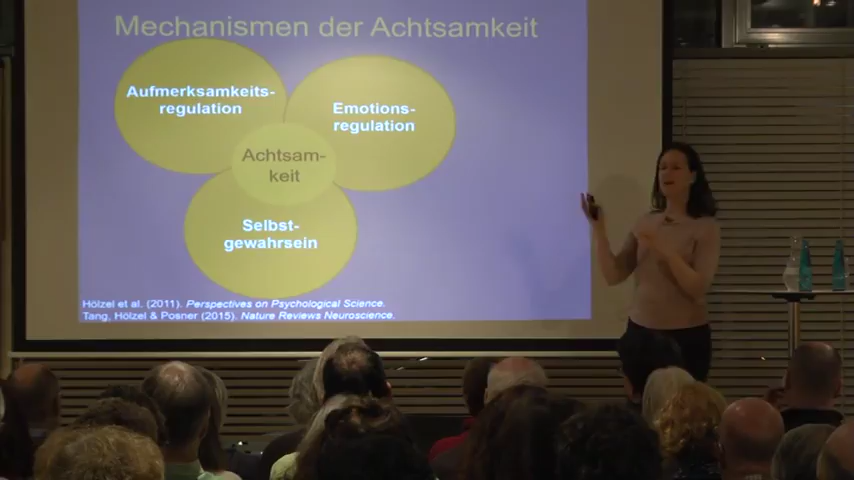 Mechanismen der Achtsamkeit
Aufmerksamkeits-
regulation
Emotions-
regulation
Achtsam-
keit
Selbst-
gewahrsein
Hölzel et al. (2011). Perspectives on Psychological Science.
Tang, Hölzel & Posner (2015). Nature Reviews Neuroscience.